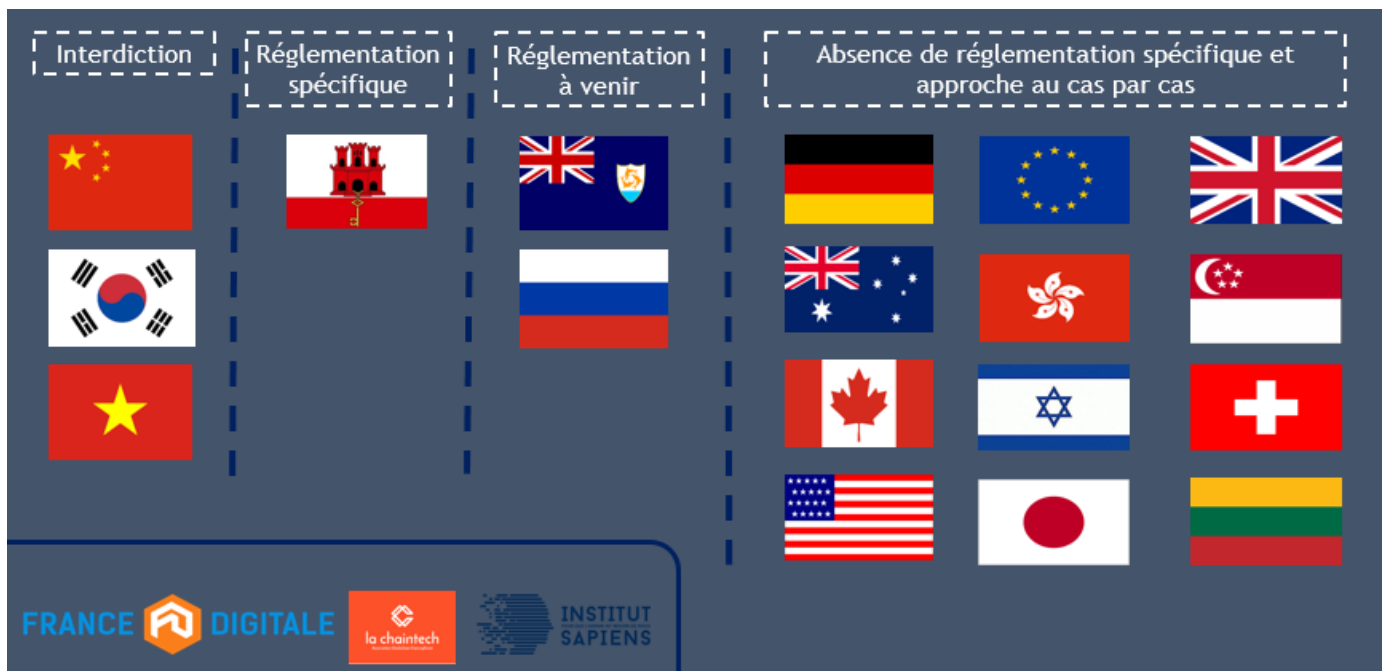 Interdiction
Réglementation
spécifique
Réglementation
à venir
Absence de réglementation spécifique et
approche au cas par cas
FRANCE DIGITALE
la chaintech
INSTITUT
SAPIENS